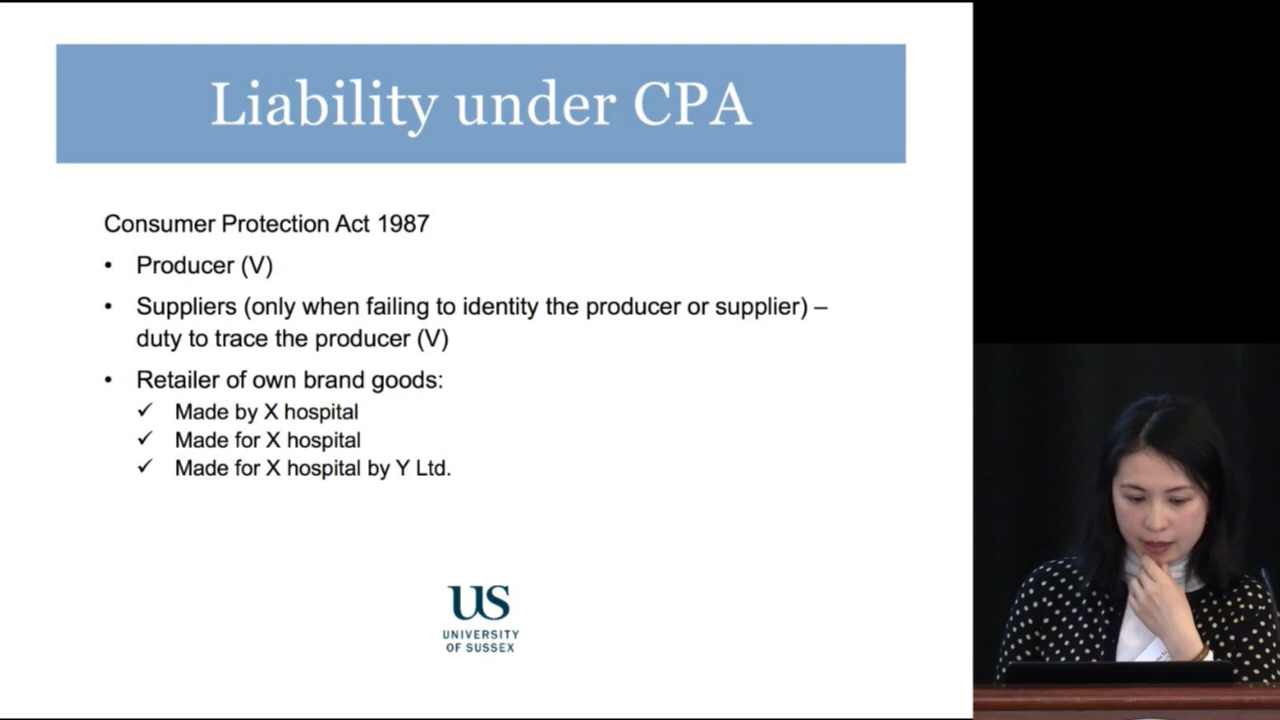 Liability under CPA
Consumer Protection Act 1987
• Producer (V)
• Suppliers (only when failing to identity the producer or supplier) –
duty to trace the producer (V)
• Retailer of own brand goods:
✓ Made by X hospital
✓ Made for X hospital
✓ Made for X hospital by Y Ltd.
US
UNIVERSITY
OF SUSSEX